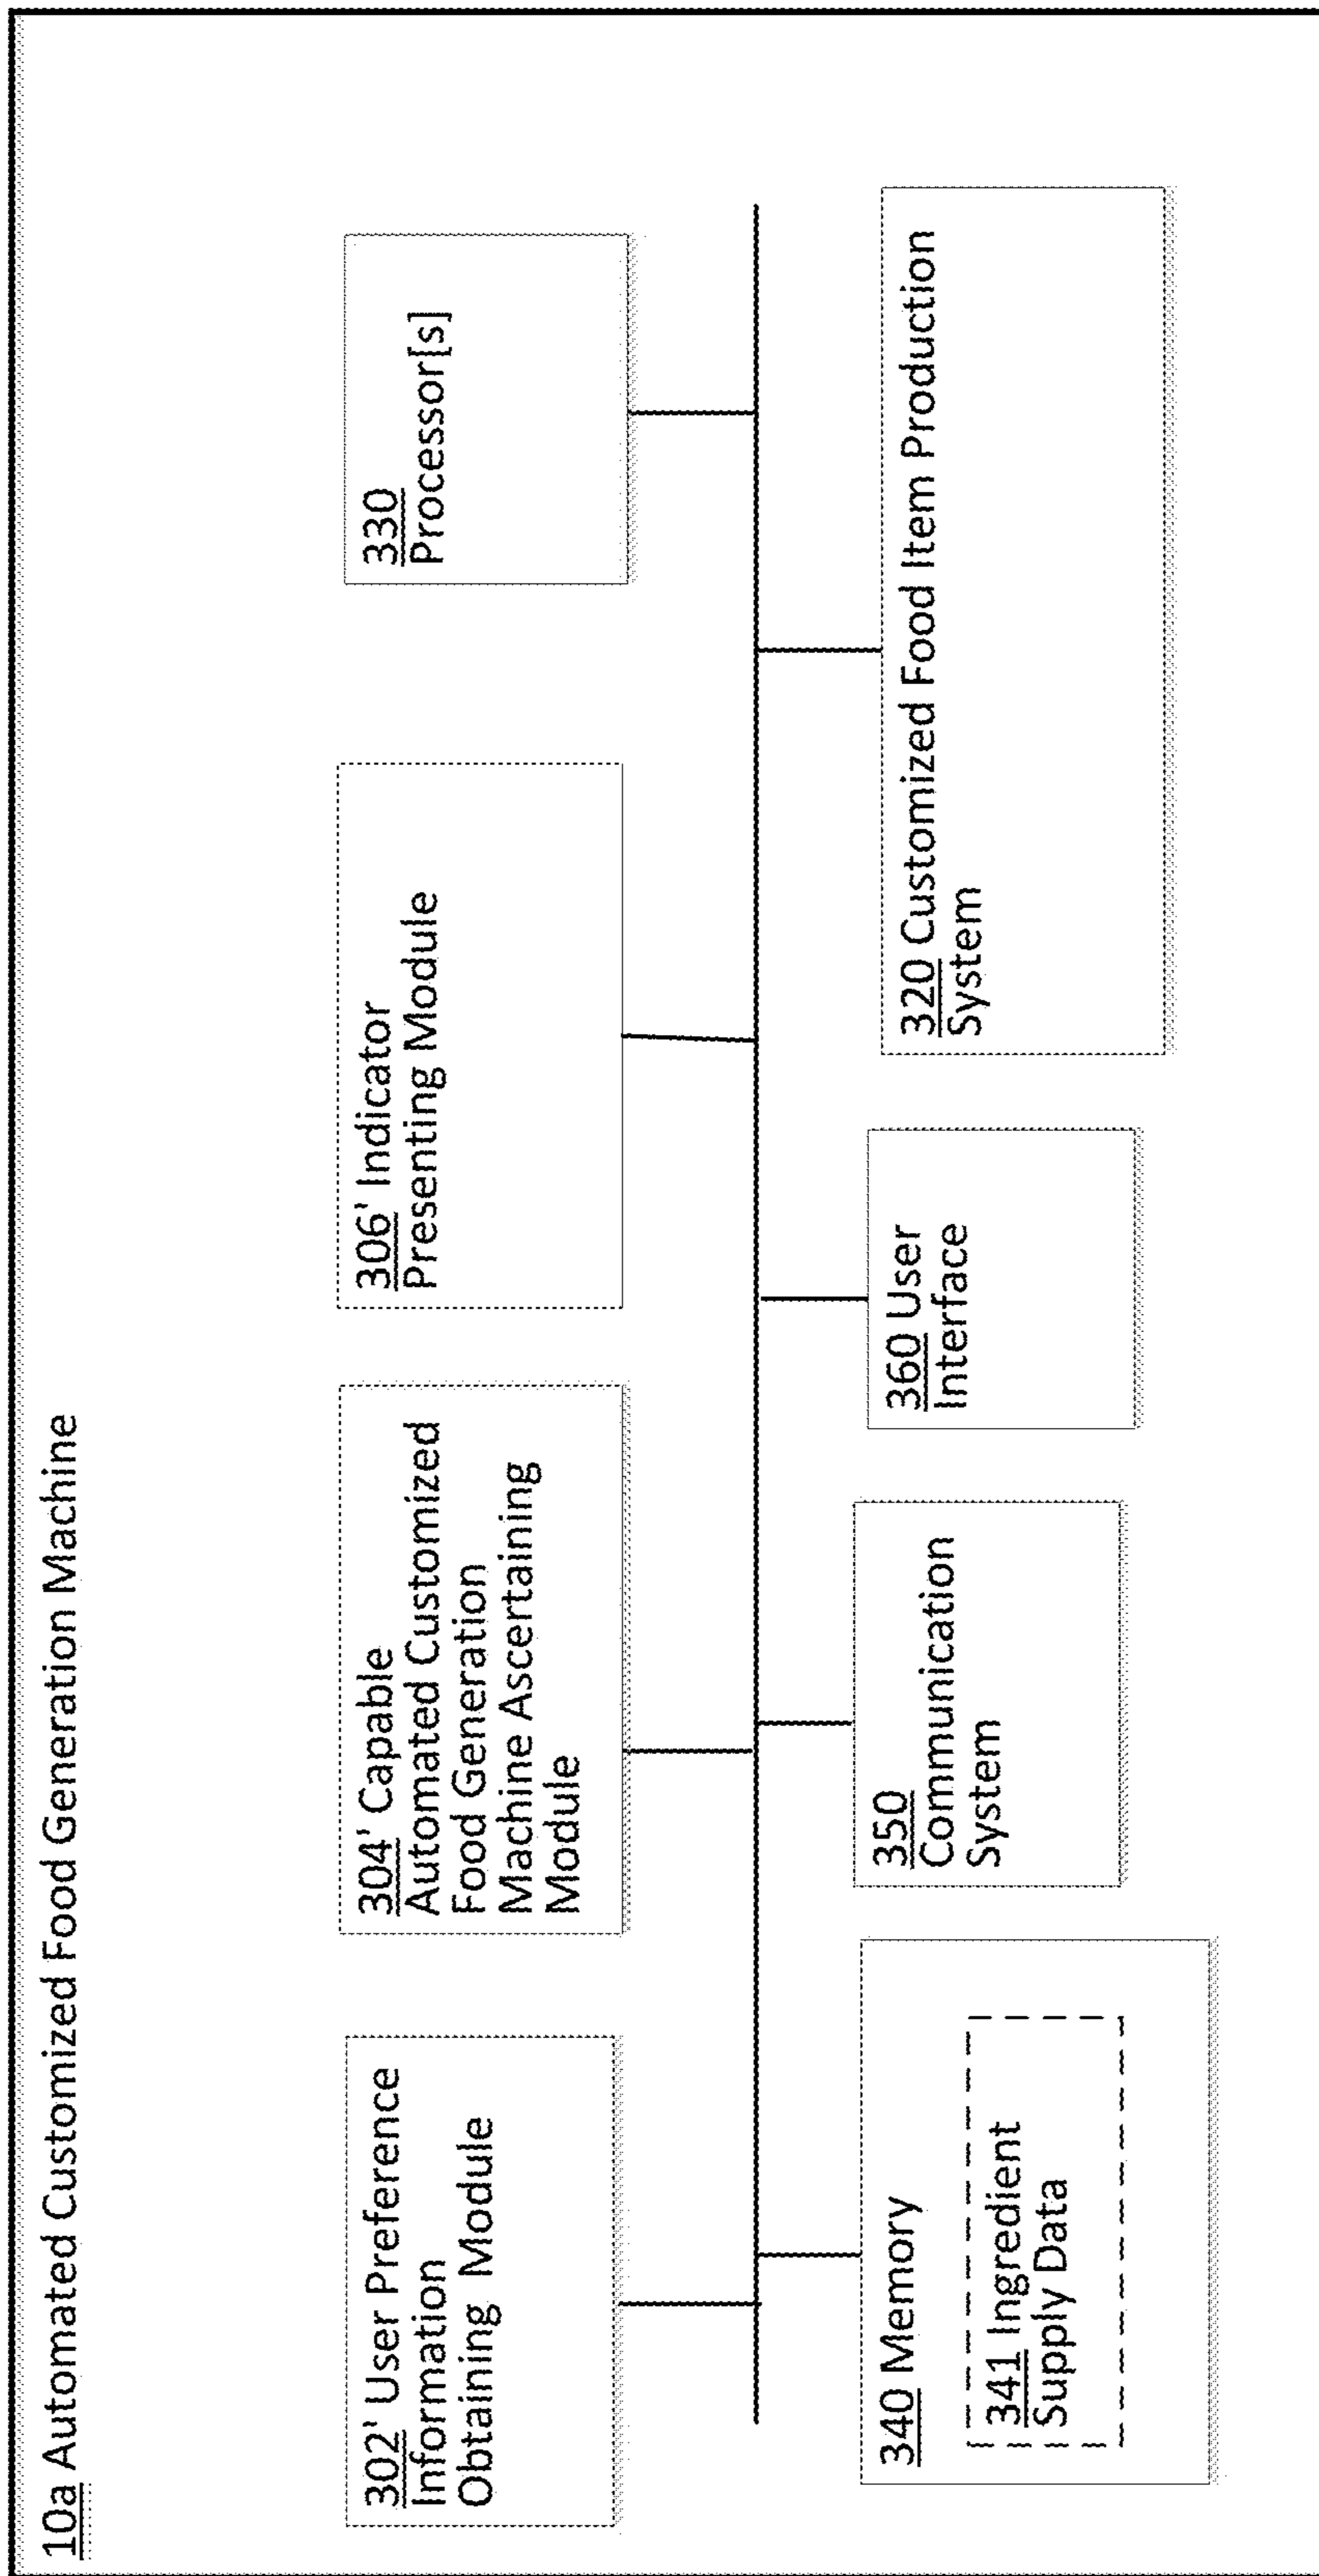 10a Automated Customized Food Generation Machine
302' User Preference
Information
Obtaining Module
304' Capable
Automated Customized
Food Generation
Machine Ascertaining
Module
306' Indicator
Presenting Module
330
Processor[s]
340 Memory
341 Ingredient
Supply Data
350
Communication
System
360 User
Interface
320 Customized Food Item Production
System